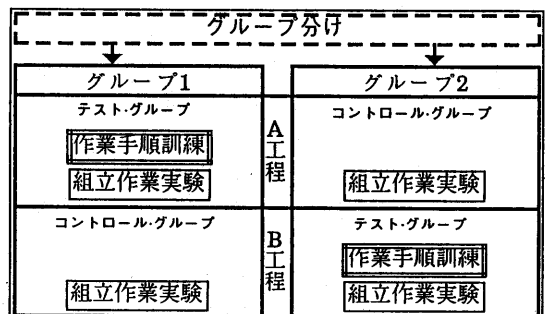 グループ分け
グループ1
グループ2
テスト・グループ
作業手順訓練
組立作業実験
A工程
コントロール・グループ
組立作業実験
コントロール・グループ
組立作業実験
B工程
テスト・グループ
作業手順訓練
組立作業実験